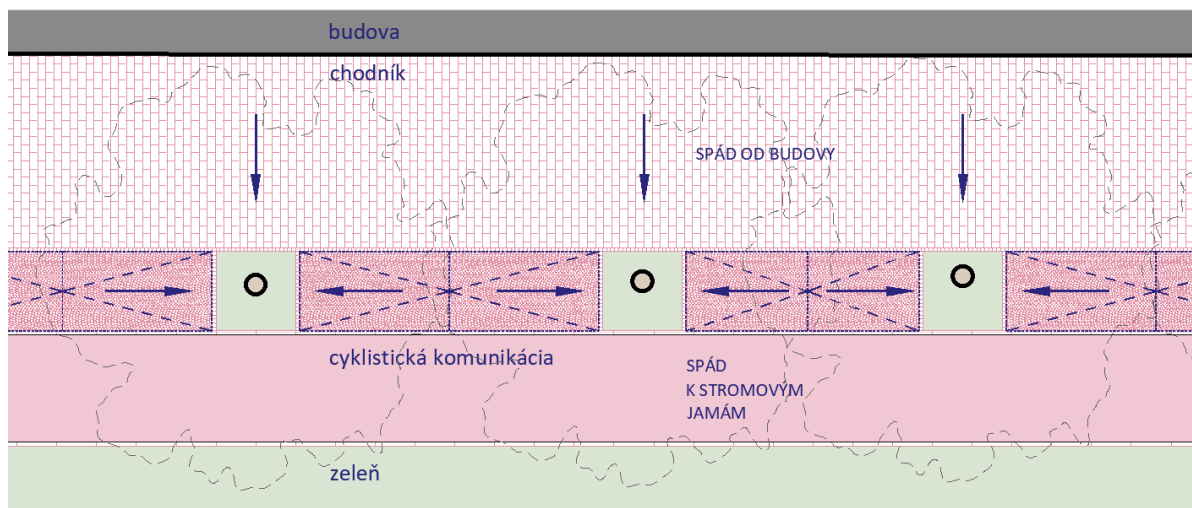 budova
chodník
SPÁD OD BUDOVY
cyklistická komunikácia
SPÁD
K STROMOVÝM
JAMÁM
zeleň